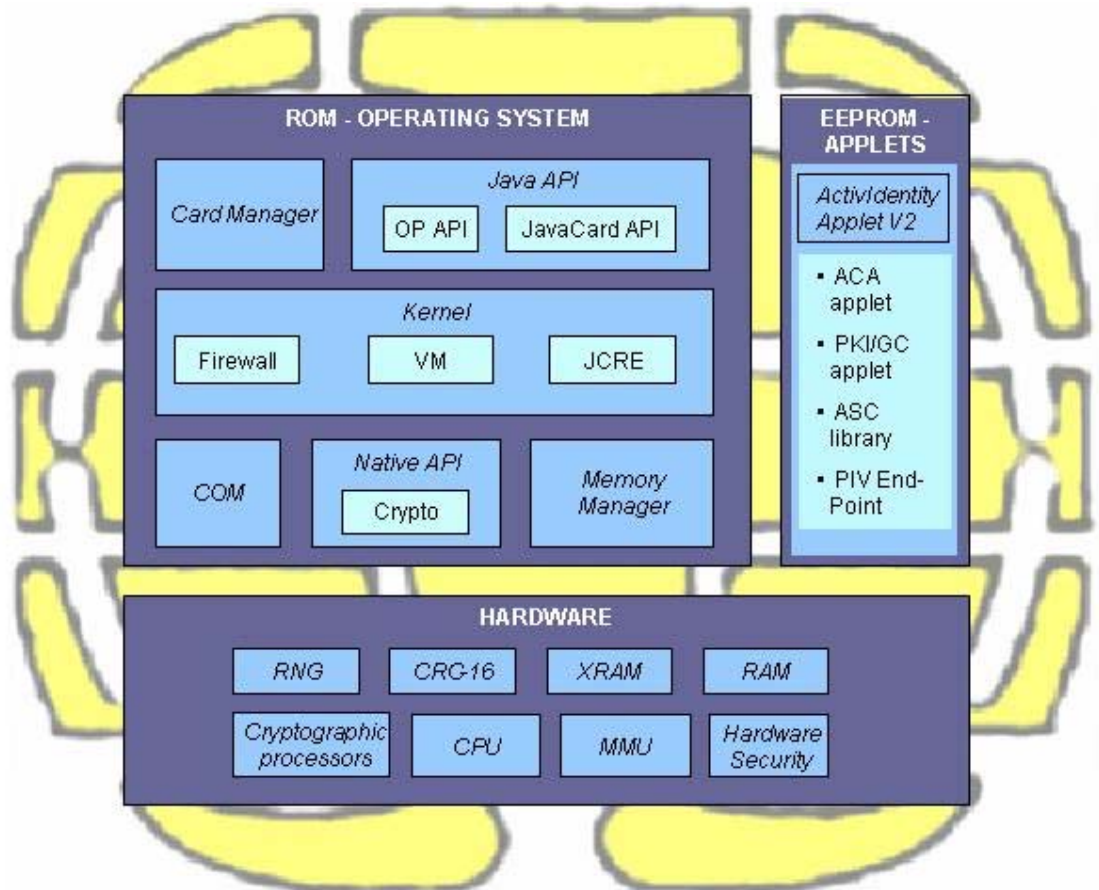 ROM - OPERATING SYSTEM
Card Manager
Java API
OP API
JavaCard API
Kernel
Firewall
VM
JCRE
COM
Native API
Crypto
Memory
Manager
EEPROM -
APPLETS
ActivIdentity
Applet V2
▪ ACA
applet
▪ PKI/GC
applet
▪ ASC
library
▪ PIV End-
Point
HARDWARE
RNG
CRC-16
XRAM
RAM
Cryptographic
processors
CPU
MMU
Hardware
Security